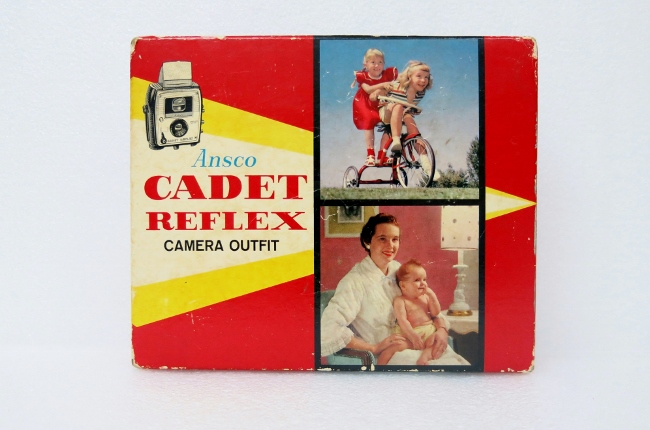 Ansco
CADET
REFLEX
CAMERA OUTFIT